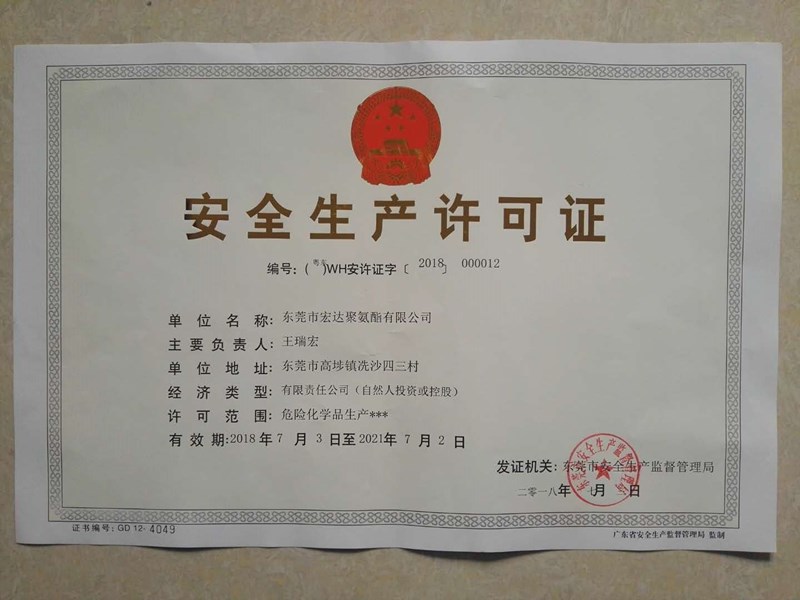 安全生产许可证
编号：(粤东)WH安许证字〔2018〕000012
单位名称：东莞市宏达聚氨酯有限公司
主要负责人：王瑞宏
单位地址：东莞市高埗镇冼沙四三村
经济类型：有限责任公司（自然人投资或控股）
许可范围：危险化学品生产***
有效期：2018年7月3日至2021年7月2日
发证机关：东莞市安全生产监督管理局
二零一八年七月 日
证书编号：GD 12- 4049
广东省安全生产监督管理局 监制